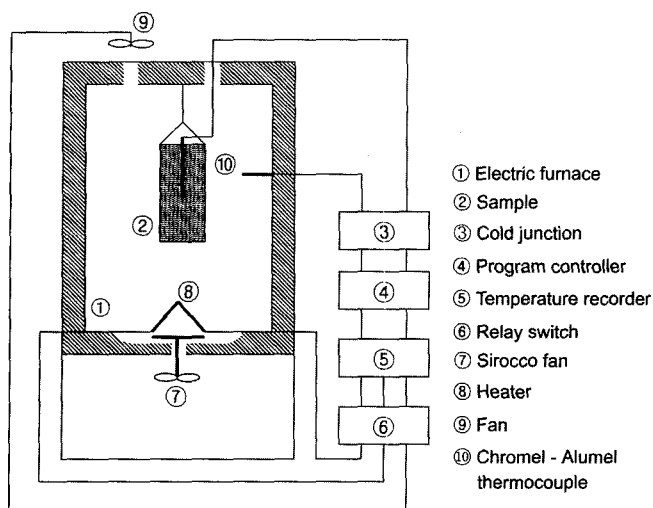 ⑨
⑩
②
③
④
①
⑧
⑤
⑦
⑥
① Electric furnace
② Sample
③ Cold junction
④ Program controller
⑤ Temperature recorder
⑥ Relay switch
⑦ Sirocco fan
⑧ Heater
⑨ Fan
⑩ Chromel - Alumel
thermocouple